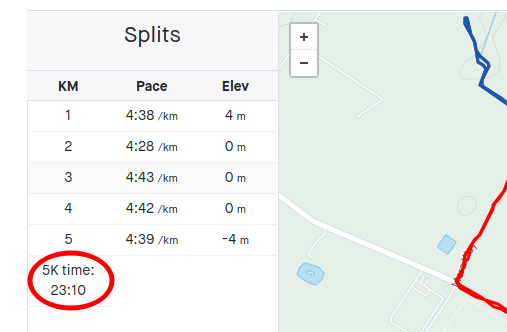 Splits
KM Pace Elev
1 4:38 /km 4 m
2 4:28 /km 0 m
3 4:43 /km 0 m
4 4:42 /km 0 m
5 4:39 /km -4 m
5K time:
23:10
+
−